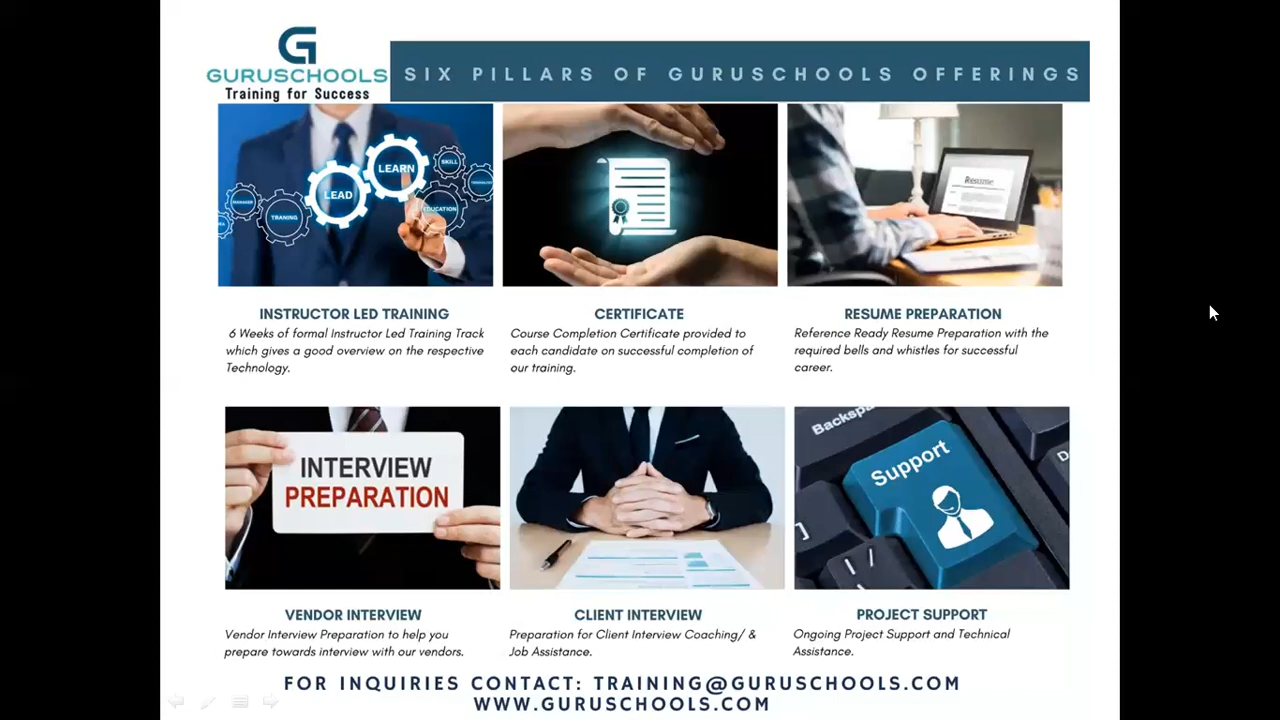 GURUSCHOOLS
Training for Success
SIX PILLARS OF GURUSCHOOLS OFFERINGS
LEARN
LEAD
SKILL
MANAGER
TRANING
EDUCATION
Resume
INSTRUCTOR LED TRAINING
6 Weeks of formal Instructor Led Training Track
which gives a good overview on the respective
Technology.
CERTIFICATE
Course Completion Certificate provided to
each candidate on successful completion of
our training.
RESUME PREPARATION
Reference Ready Resume Preparation with the
required bells and whistles for successful
career.
INTERVIEW
PREPARATION
Backspa
Support
VENDOR INTERVIEW
Vendor Interview Preparation to help you
prepare towards interview with our vendors.
CLIENT INTERVIEW
Preparation for Client Interview Coaching/ &
Job Assistance.
PROJECT SUPPORT
Ongoing Project Support and Technical
Assistance.
FOR INQUIRIES CONTACT: TRAINING@GURUSCHOOLS.COM
WWW.GURUSCHOOLS.COM